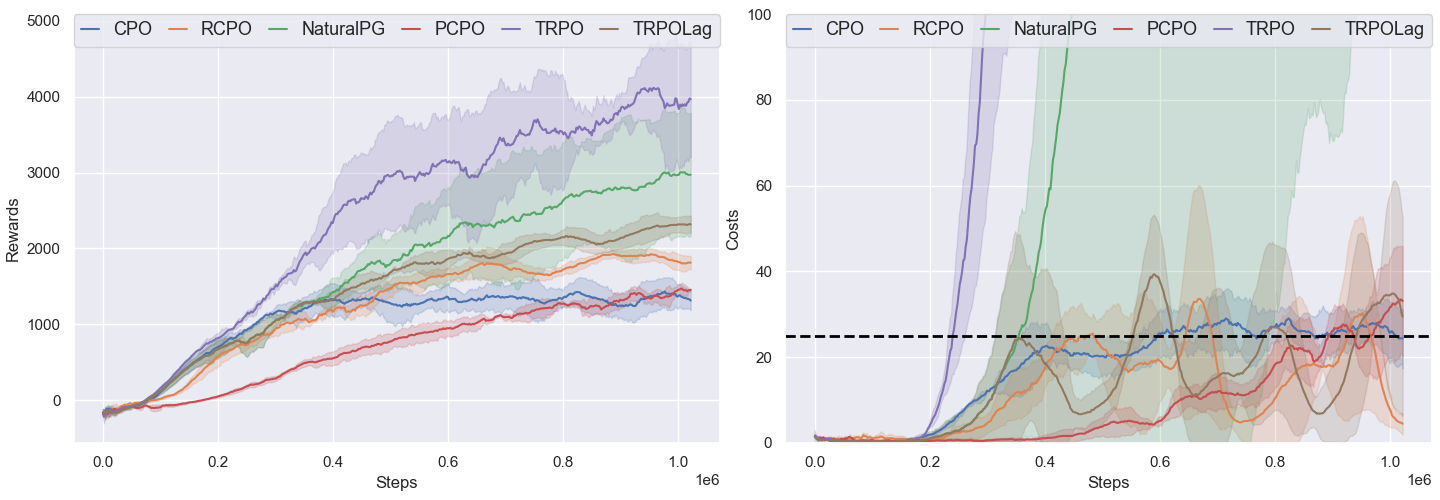 CPO RCPO NaturalPG PCPO TRPO TRPOLag
5000
4000
3000
2000
1000
0
Rewards
0.0 0.2 0.4 0.6 0.8 1.0
Steps 1e6
CPO RCPO NaturalPG PCPO TRPO TRPOLag
100
80
60
40
20
0
Costs
0.0 0.2 0.4 0.6 0.8 1.0
Steps 1e6